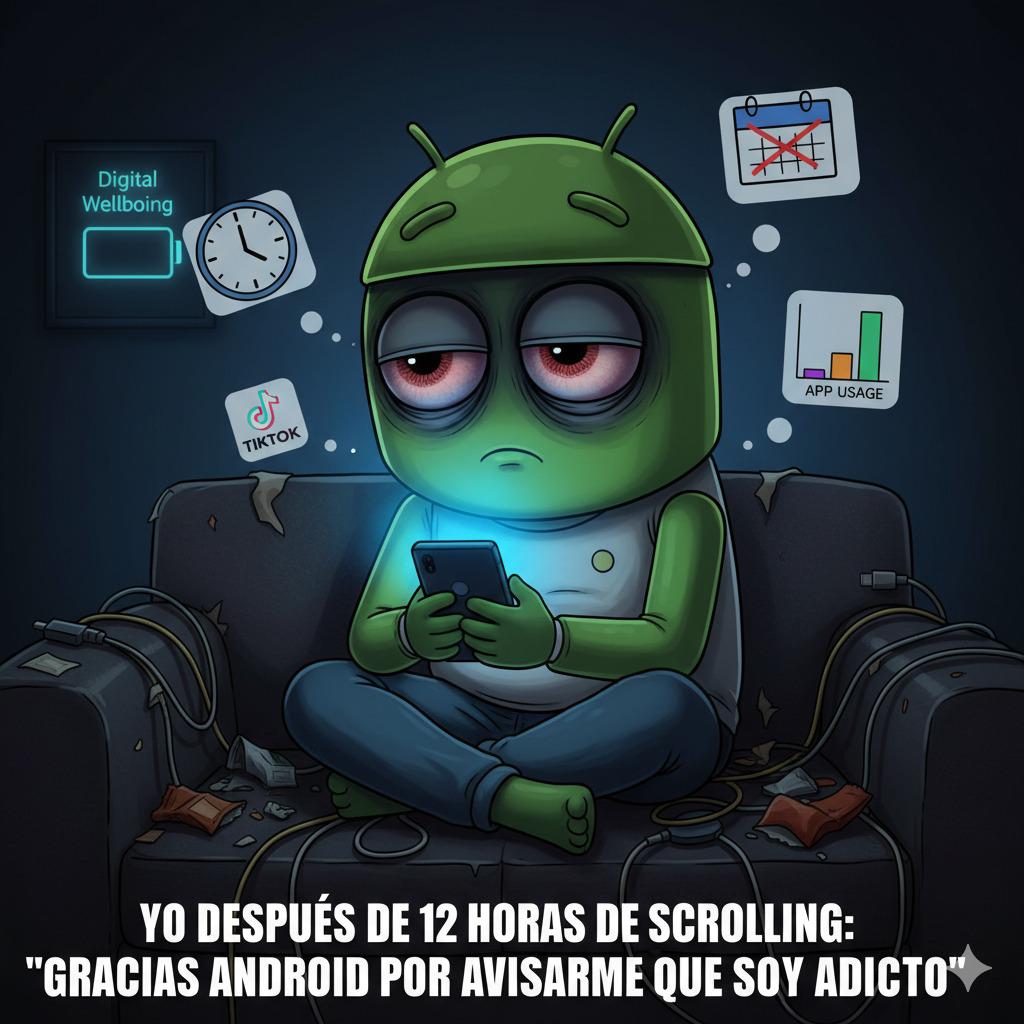 Digital
Wellboing
TIKTOK
APP USAGE
YO DESPUÉS DE 12 HORAS DE SCROLLING:
"GRACIAS ANDROID POR AVISARME QUE SOY ADICTO"